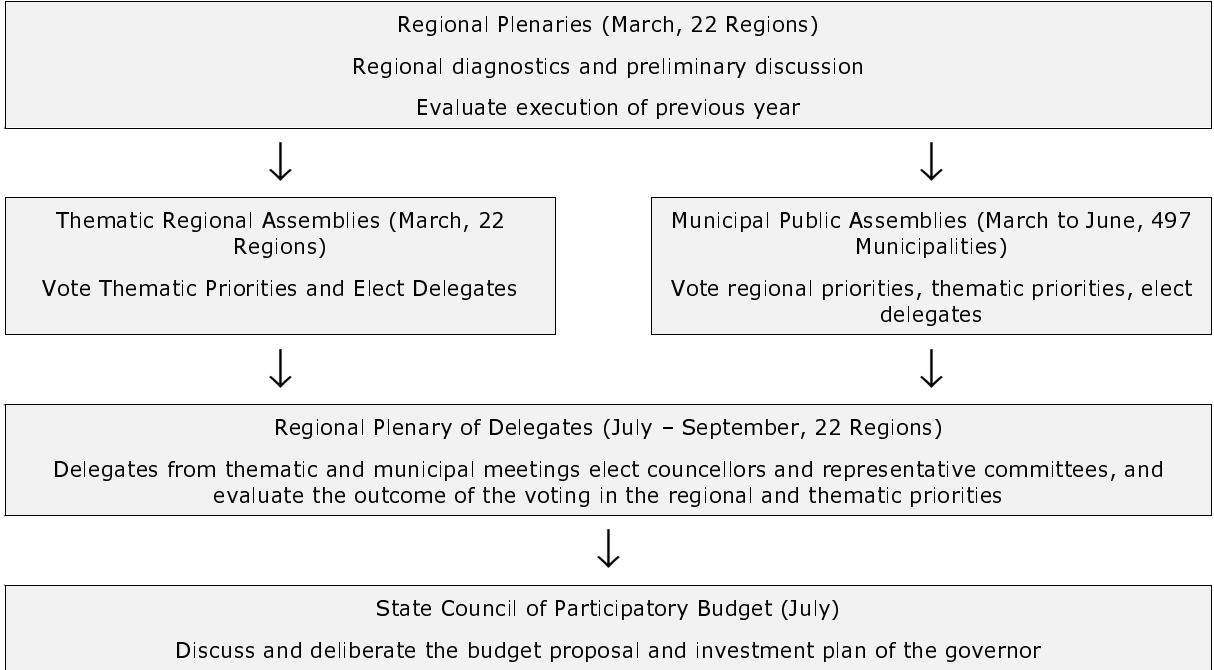 Regional Plenaries (March, 22 Regions)
Regional diagnostics and preliminary discussion
Evaluate execution of previous year
Thematic Regional Assemblies (March, 22
Regions)
Vote Thematic Priorities and Elect Delegates
Municipal Public Assemblies (March to June, 497
Municipalities)
Vote regional priorities, thematic priorities, elect
delegates
Regional Plenary of Delegates (July – September, 22 Regions)
Delegates from thematic and municipal meetings elect councellors and representative committees, and
evaluate the outcome of the voting in the regional and thematic priorities
State Council of Participatory Budget (July)
Discuss and deliberate the budget proposal and investment plan of the governor